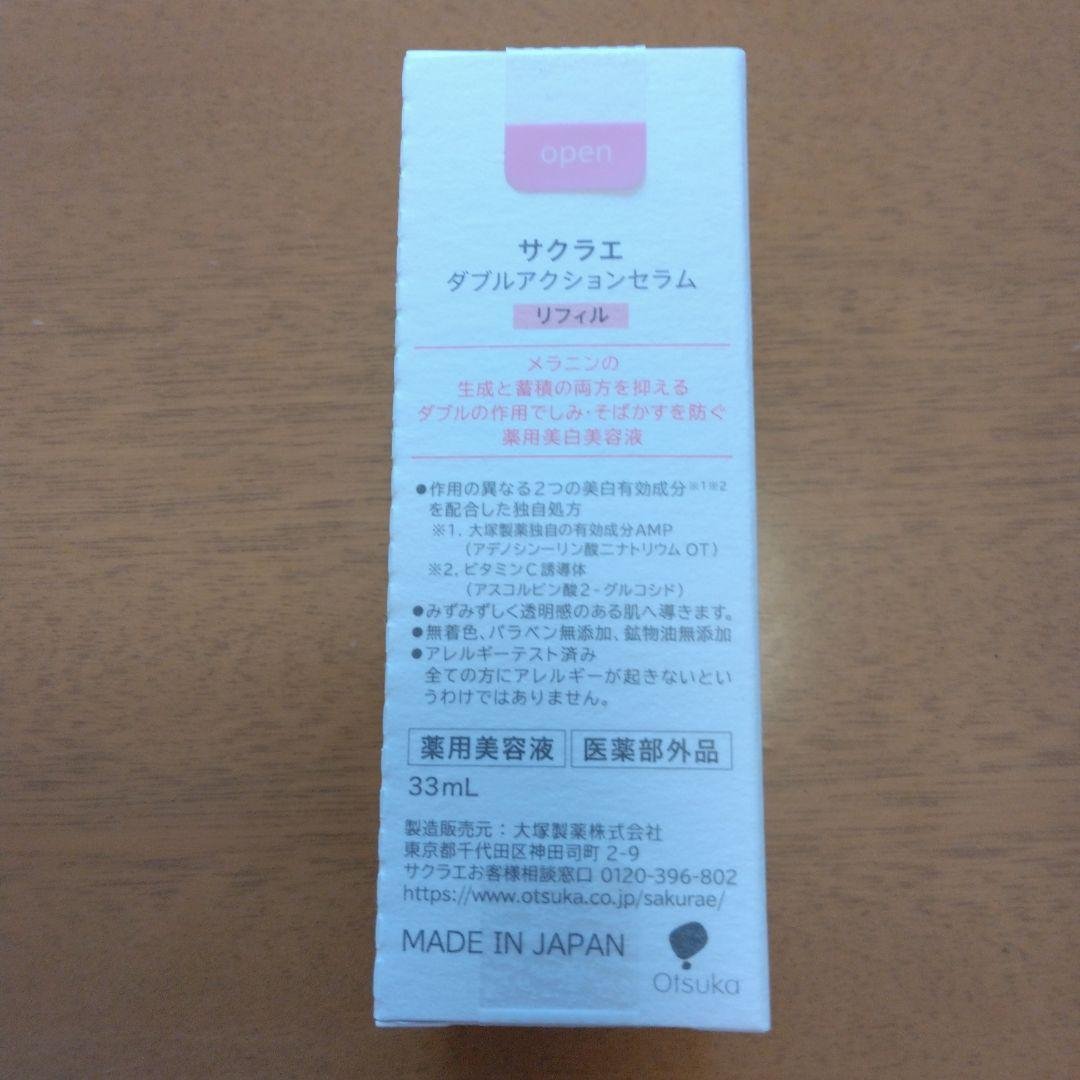 open
サクラエ
ダブルアクションセラム
リフィル
メラニンの
生成と蓄積の両方を抑える
ダブルの作用でしみ・そばかすを防ぐ
薬用美白美容液
●作用の異なる2つの美白有効成分※1※2
を配合した独自処方
※1. 大塚製薬独自の有効成分AMP
(アデノシン一リン酸二ナトリウム OT)
※2. ビタミンC誘導体
(アスコルビン酸2-グルコシド)
●みずみずしく透明感のある肌へ導きます。
●無着色、パラベン無添加、鉱物油無添加
●アレルギーテスト済み
全ての方にアレルギーが起きないとい
うわけではありません。
薬用美容液 医薬部外品
33mL
製造販売元：大塚製薬株式会社
東京都千代田区神田司町 2-9
サクラエお客様相談窓口 0120-396-802
https://www.otsuka.co.jp/sakurae/
MADE IN JAPAN
Otsuka